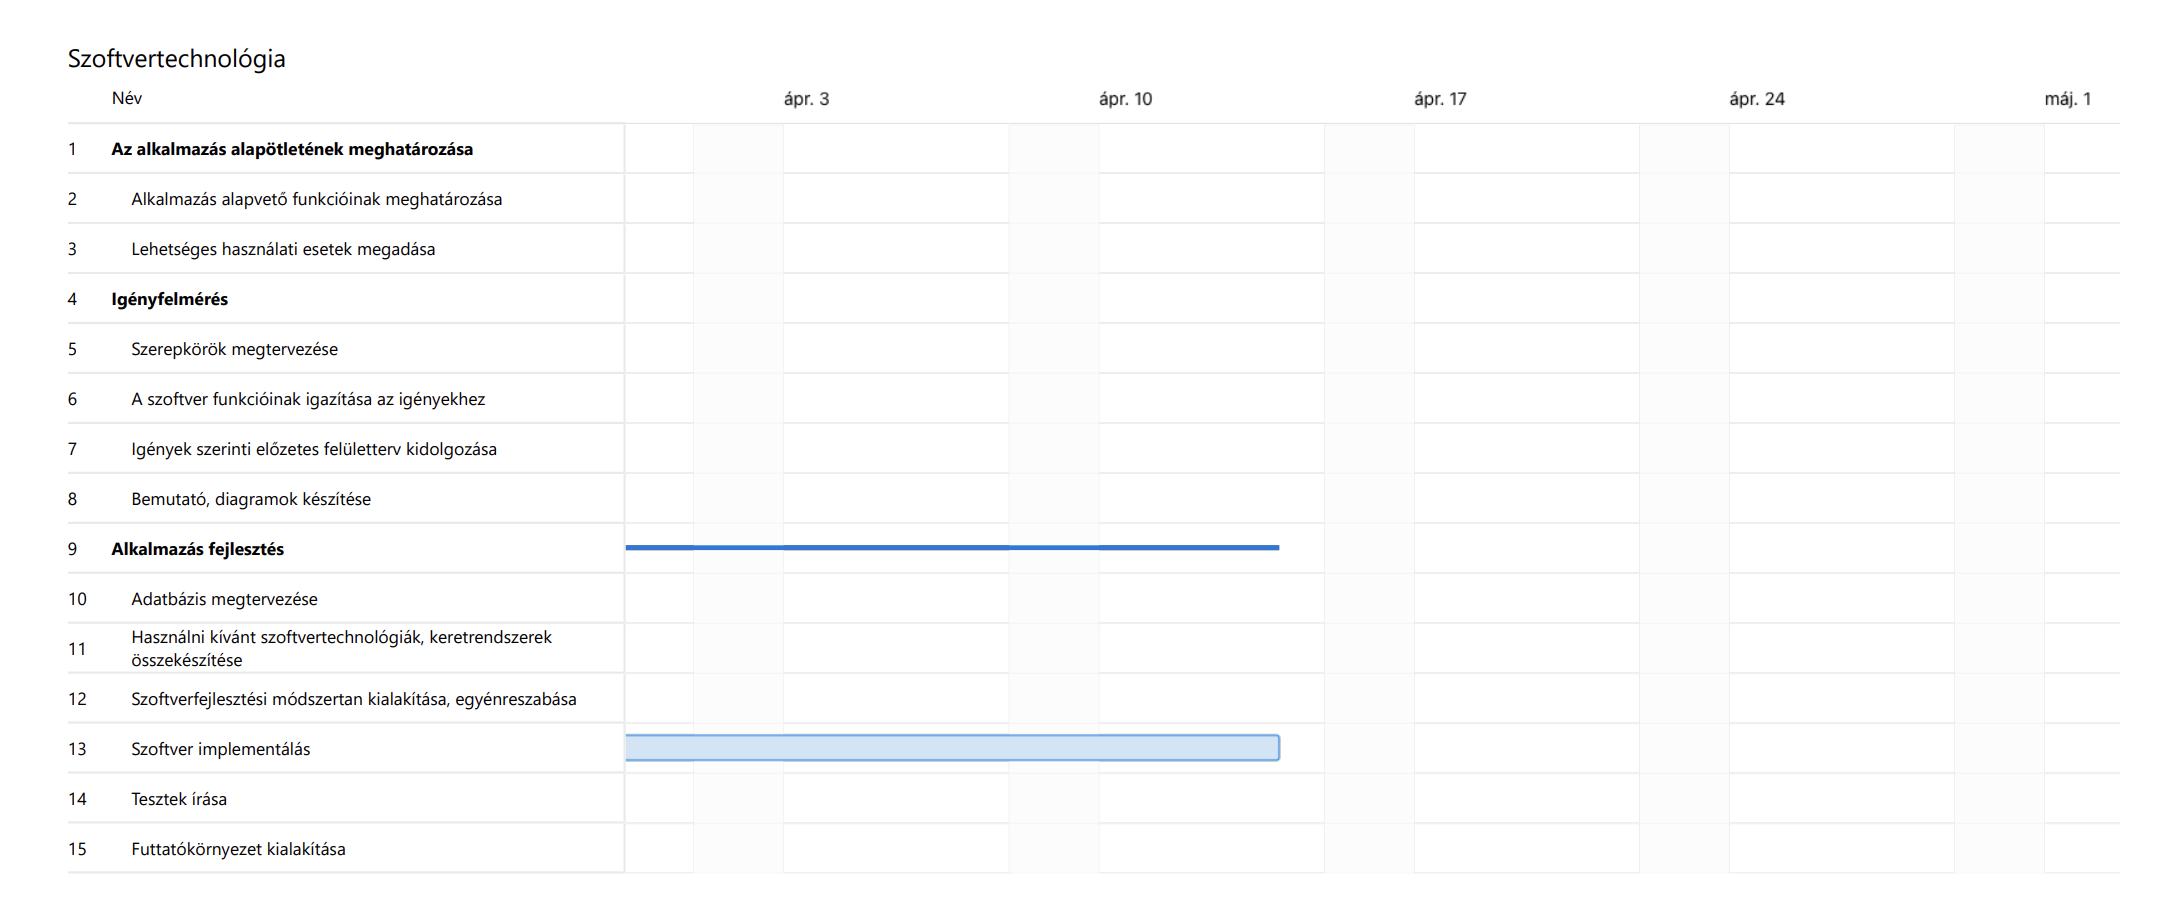 Szoftvertechnológia
Név
ápr. 3
ápr. 10
ápr. 17
ápr. 24
máj. 1
1 Az alkalmazás alapötletének meghatározása
2 Alkalmazás alapvető funkcióinak meghatározása
3 Lehetséges használati esetek megadása
4 Igényfelmérés
5 Szerepkörök megtervezése
6 A szoftver funkcióinak igazítása az igényekhez
7 Igények szerinti előzetes felületterv kidolgozása
8 Bemutató, diagramok készítése
9 Alkalmazás fejlesztés
10 Adatbázis megtervezése
11 Használni kívánt szoftvertechnológiák, keretrendszerek
összekészítése
12 Szoftverfejlesztési módszertan kialakítása, egyénreszabása
13 Szoftver implementálás
14 Tesztek írása
15 Futtatókörnyezet kialakítása